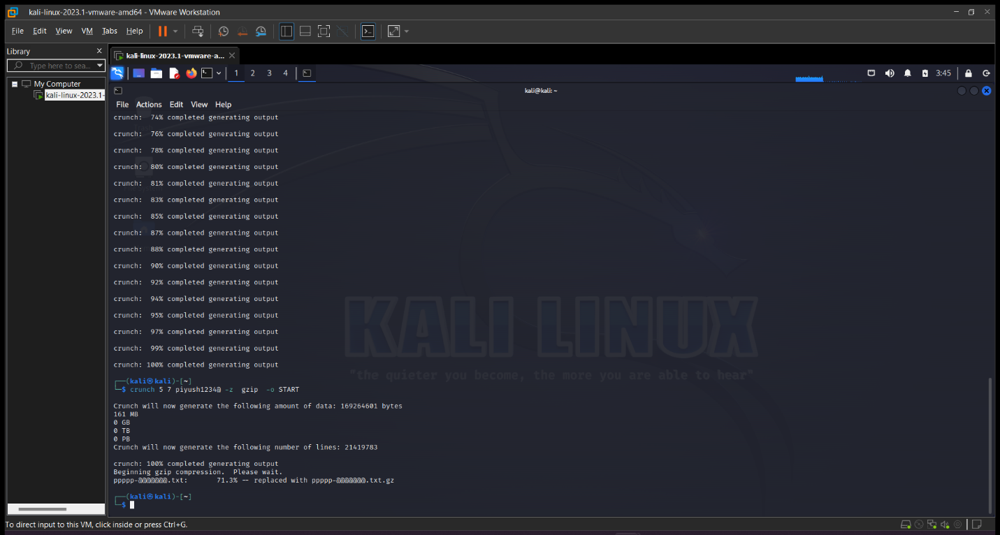 kali-linux-2023.1-vmware-amd64 - VMware Workstation
File Edit View VM Tabs Help
Library X
kali-linux-2023.1-vmware-a...
Type here to sea...
1 2 3 4
3:45
My Computer
kali-linux-2023.1-
kali@kali: ~
File Actions Edit View Help
crunch:  74% completed generating output
crunch:  76% completed generating output
crunch:  78% completed generating output
crunch:  80% completed generating output
crunch:  81% completed generating output
crunch:  83% completed generating output
crunch:  85% completed generating output
crunch:  87% completed generating output
crunch:  88% completed generating output
crunch:  90% completed generating output
crunch:  92% completed generating output
crunch:  94% completed generating output
crunch:  95% completed generating output
crunch:  97% completed generating output
crunch:  99% completed generating output
crunch: 100% completed generating output
KALI LINUX
"the quieter you become, the more you are able to hear"
┌──(kali㉿kali)-[~]
└─$ crunch 5 7 piyush1234@ -z  gzip  -o START
Crunch will now generate the following amount of data: 169264601 bytes
161 MB
0 GB
0 TB
0 PB
Crunch will now generate the following number of lines: 21419783
crunch: 100% completed generating output
Beginning gzip compression.  Please wait.
ppppp-@@@@@@@.txt:       71.3% -- replaced with ppppp-@@@@@@@.txt.gz
┌──(kali㉿kali)-[~]
└─$
To direct input to this VM, click inside or press Ctrl+G.